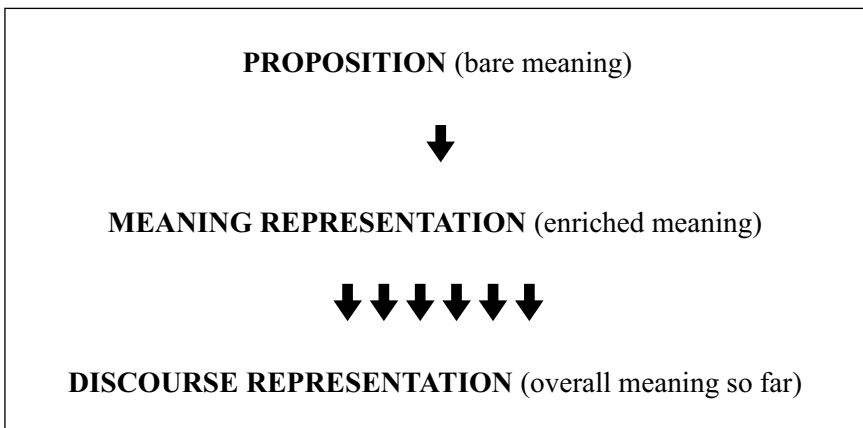 PROPOSITION (bare meaning)
MEANING REPRESENTATION (enriched meaning)
DISCOURSE REPRESENTATION (overall meaning so far)